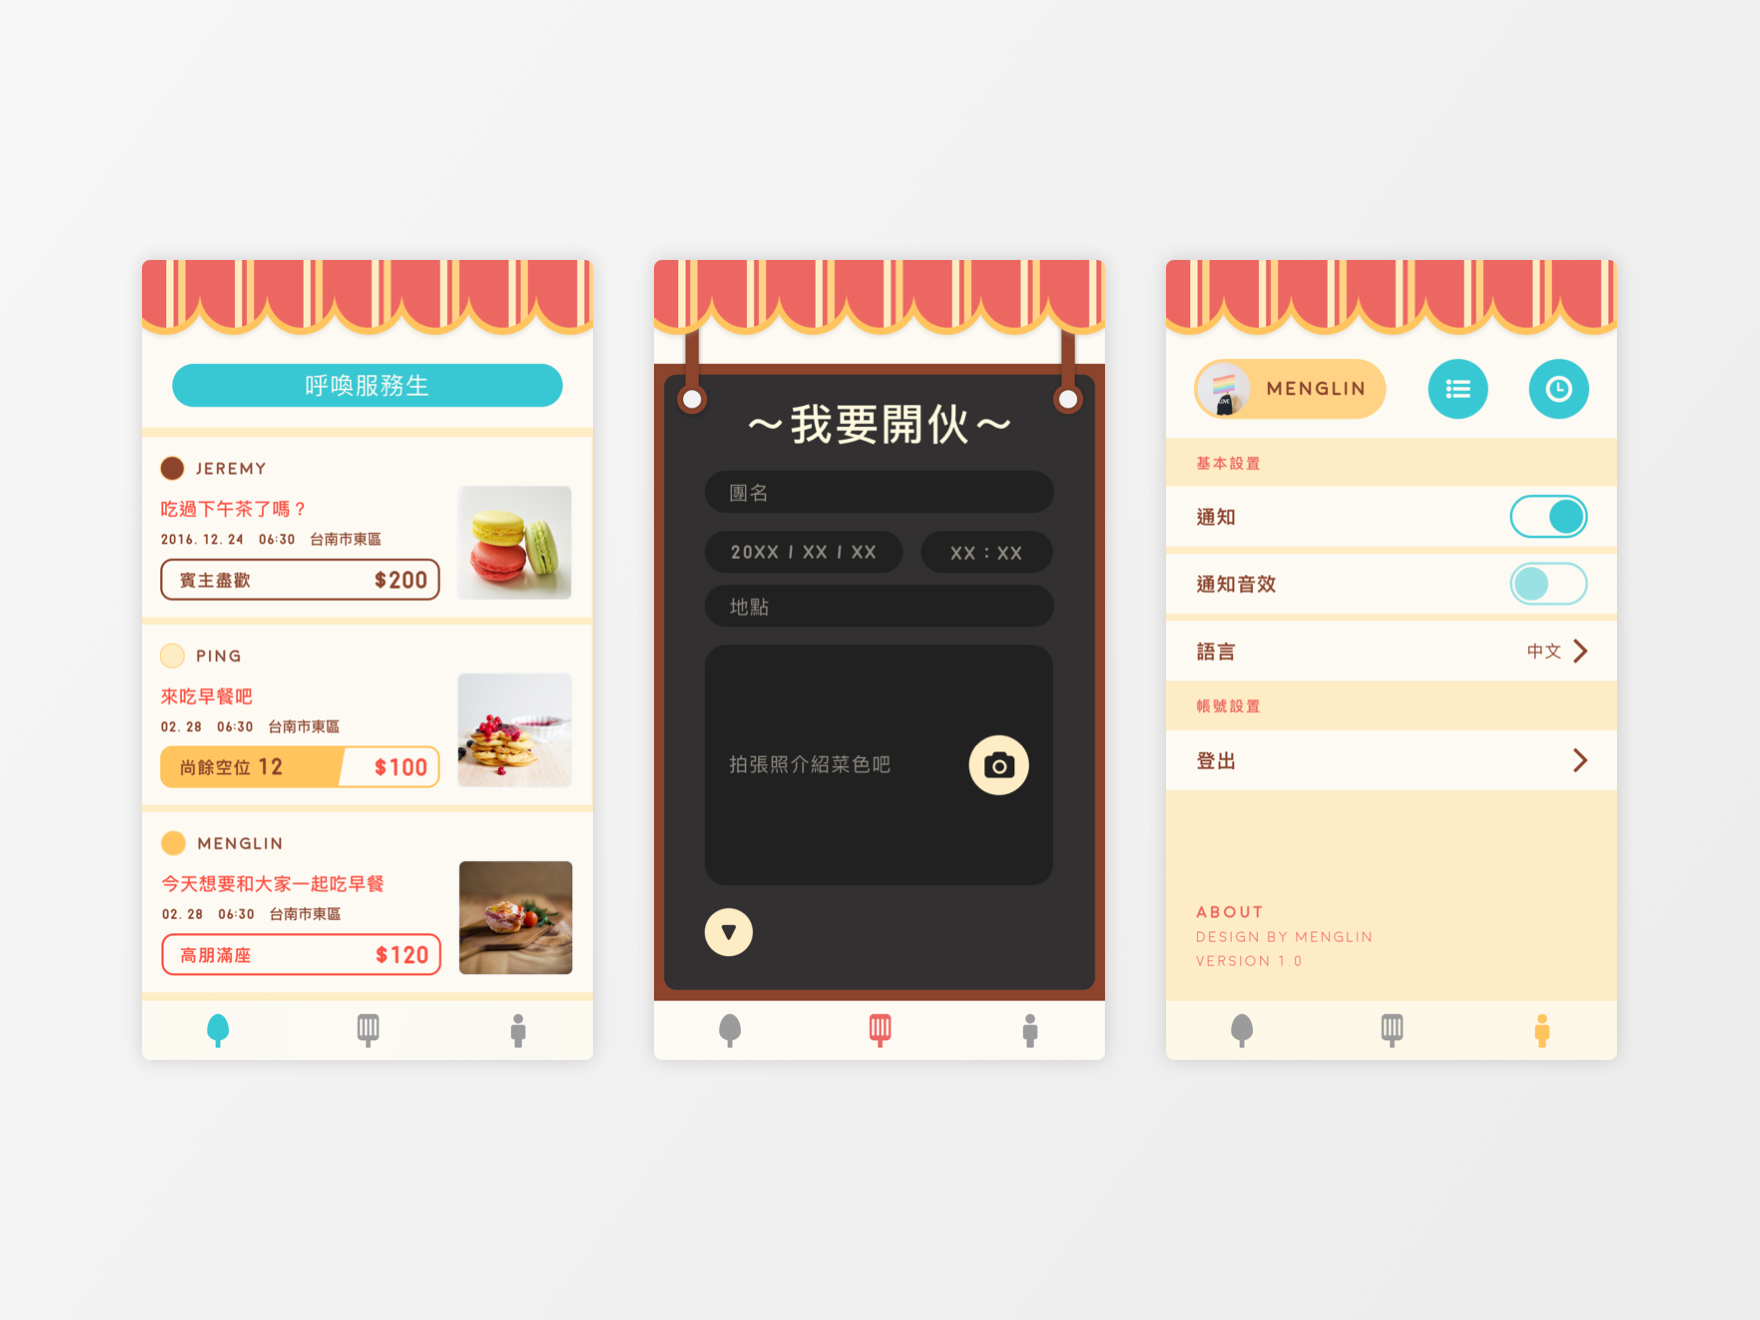 呼喚服務生
JEREMY
吃過下午茶了嗎？
2016. 12. 24 06:30 台南市東區
賓主盡歡 $200
PING
來吃早餐吧
02. 28 06:30 台南市東區
尚餘空位 12 $100
MENGLIN
今天想要和大家一起吃早餐
02. 28 06:30 台南市東區
高朋滿座 $120
～我要開伙～
團名
20XX / XX / XX XX : XX
地點
拍張照介紹菜色吧
MENGLIN
基本設置
通知
通知音效
語言 中文
帳號設置
登出
ABOUT
DESIGN BY MENGLIN
VERSION 1.0